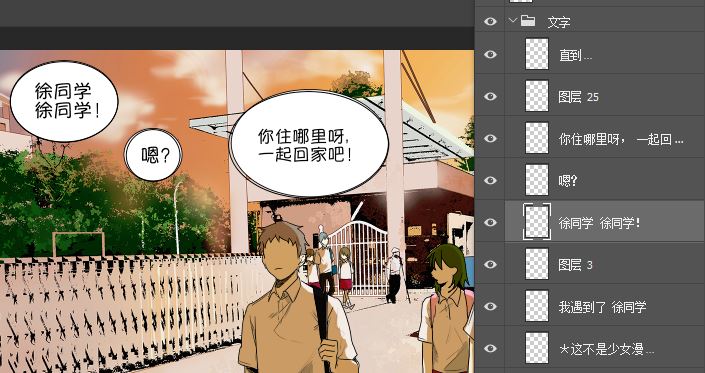 徐同学
徐同学！
嗯？
你住哪里呀，
一起回家吧！
文字
直到...
图层 25
你住哪里呀， 一起回...
嗯？
徐同学 徐同学！
图层 3
我遇到了 徐同学
＊这不是少女漫...